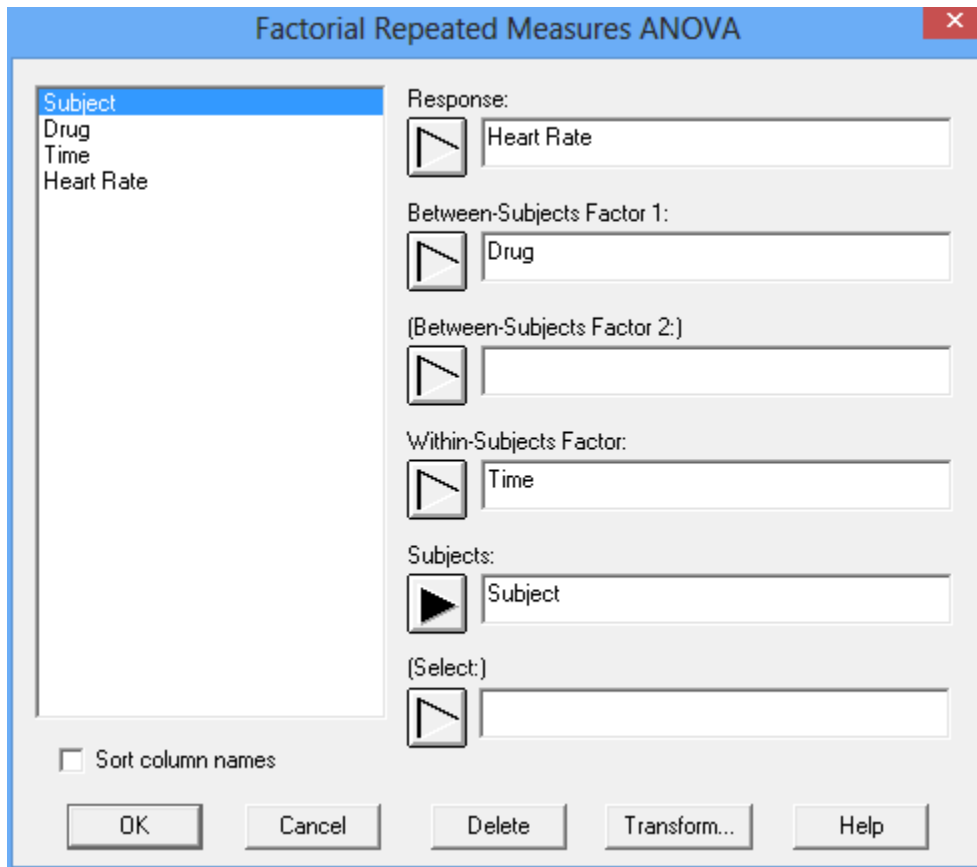 Factorial Repeated Measures ANOVA
Subject
Drug
Time
Heart Rate
Sort column names
Response:
Heart Rate
Between-Subjects Factor 1:
Drug
(Between-Subjects Factor 2:)
Within-Subjects Factor:
Time
Subjects:
Subject
(Select:)
OK
Cancel
Delete
Transform...
Help